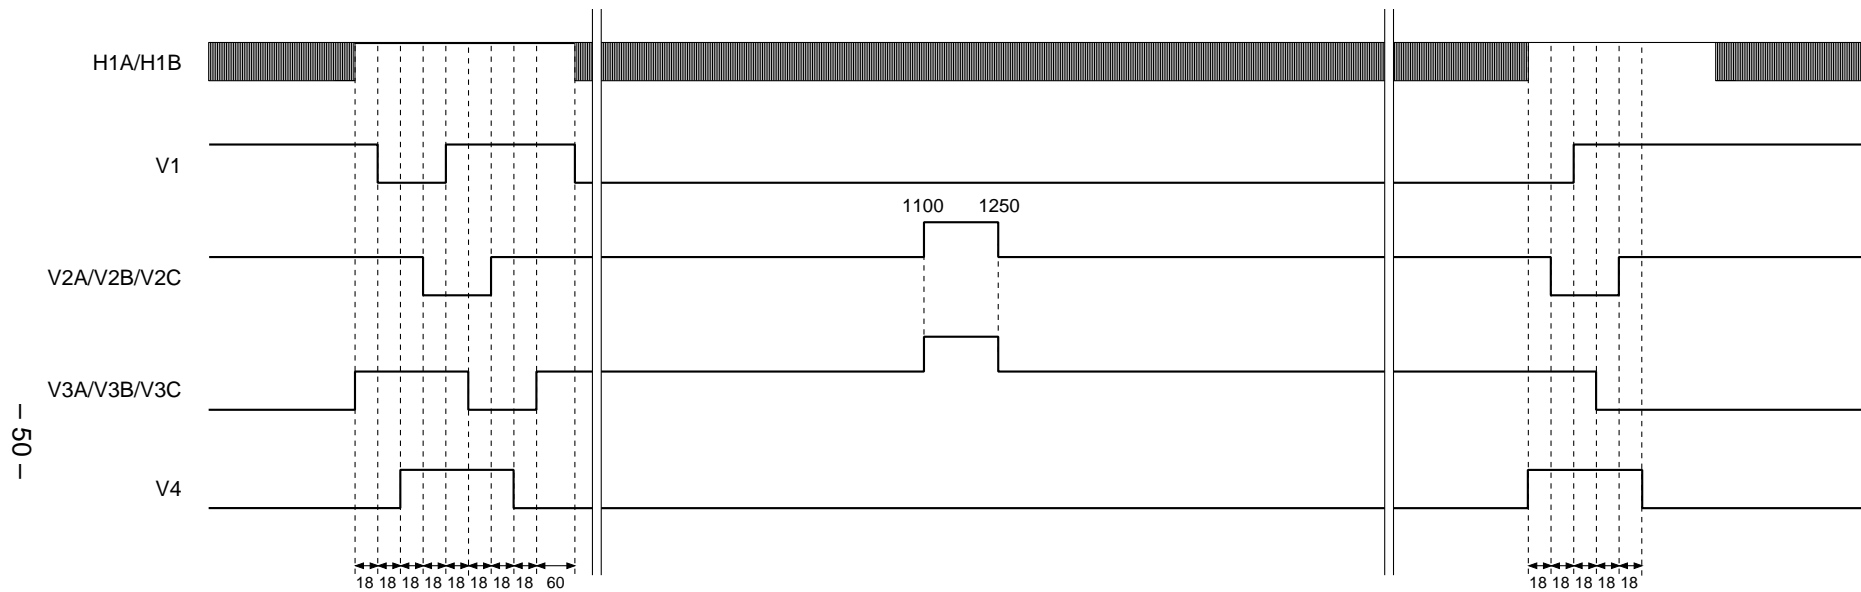 H1A/H1B
V1
1100 1250
V2A/V2B/V2C
V3A/V3B/V3C
V4
18 18 18 18 18 18 18 18 60
18 18 18 18 18
– 50 –